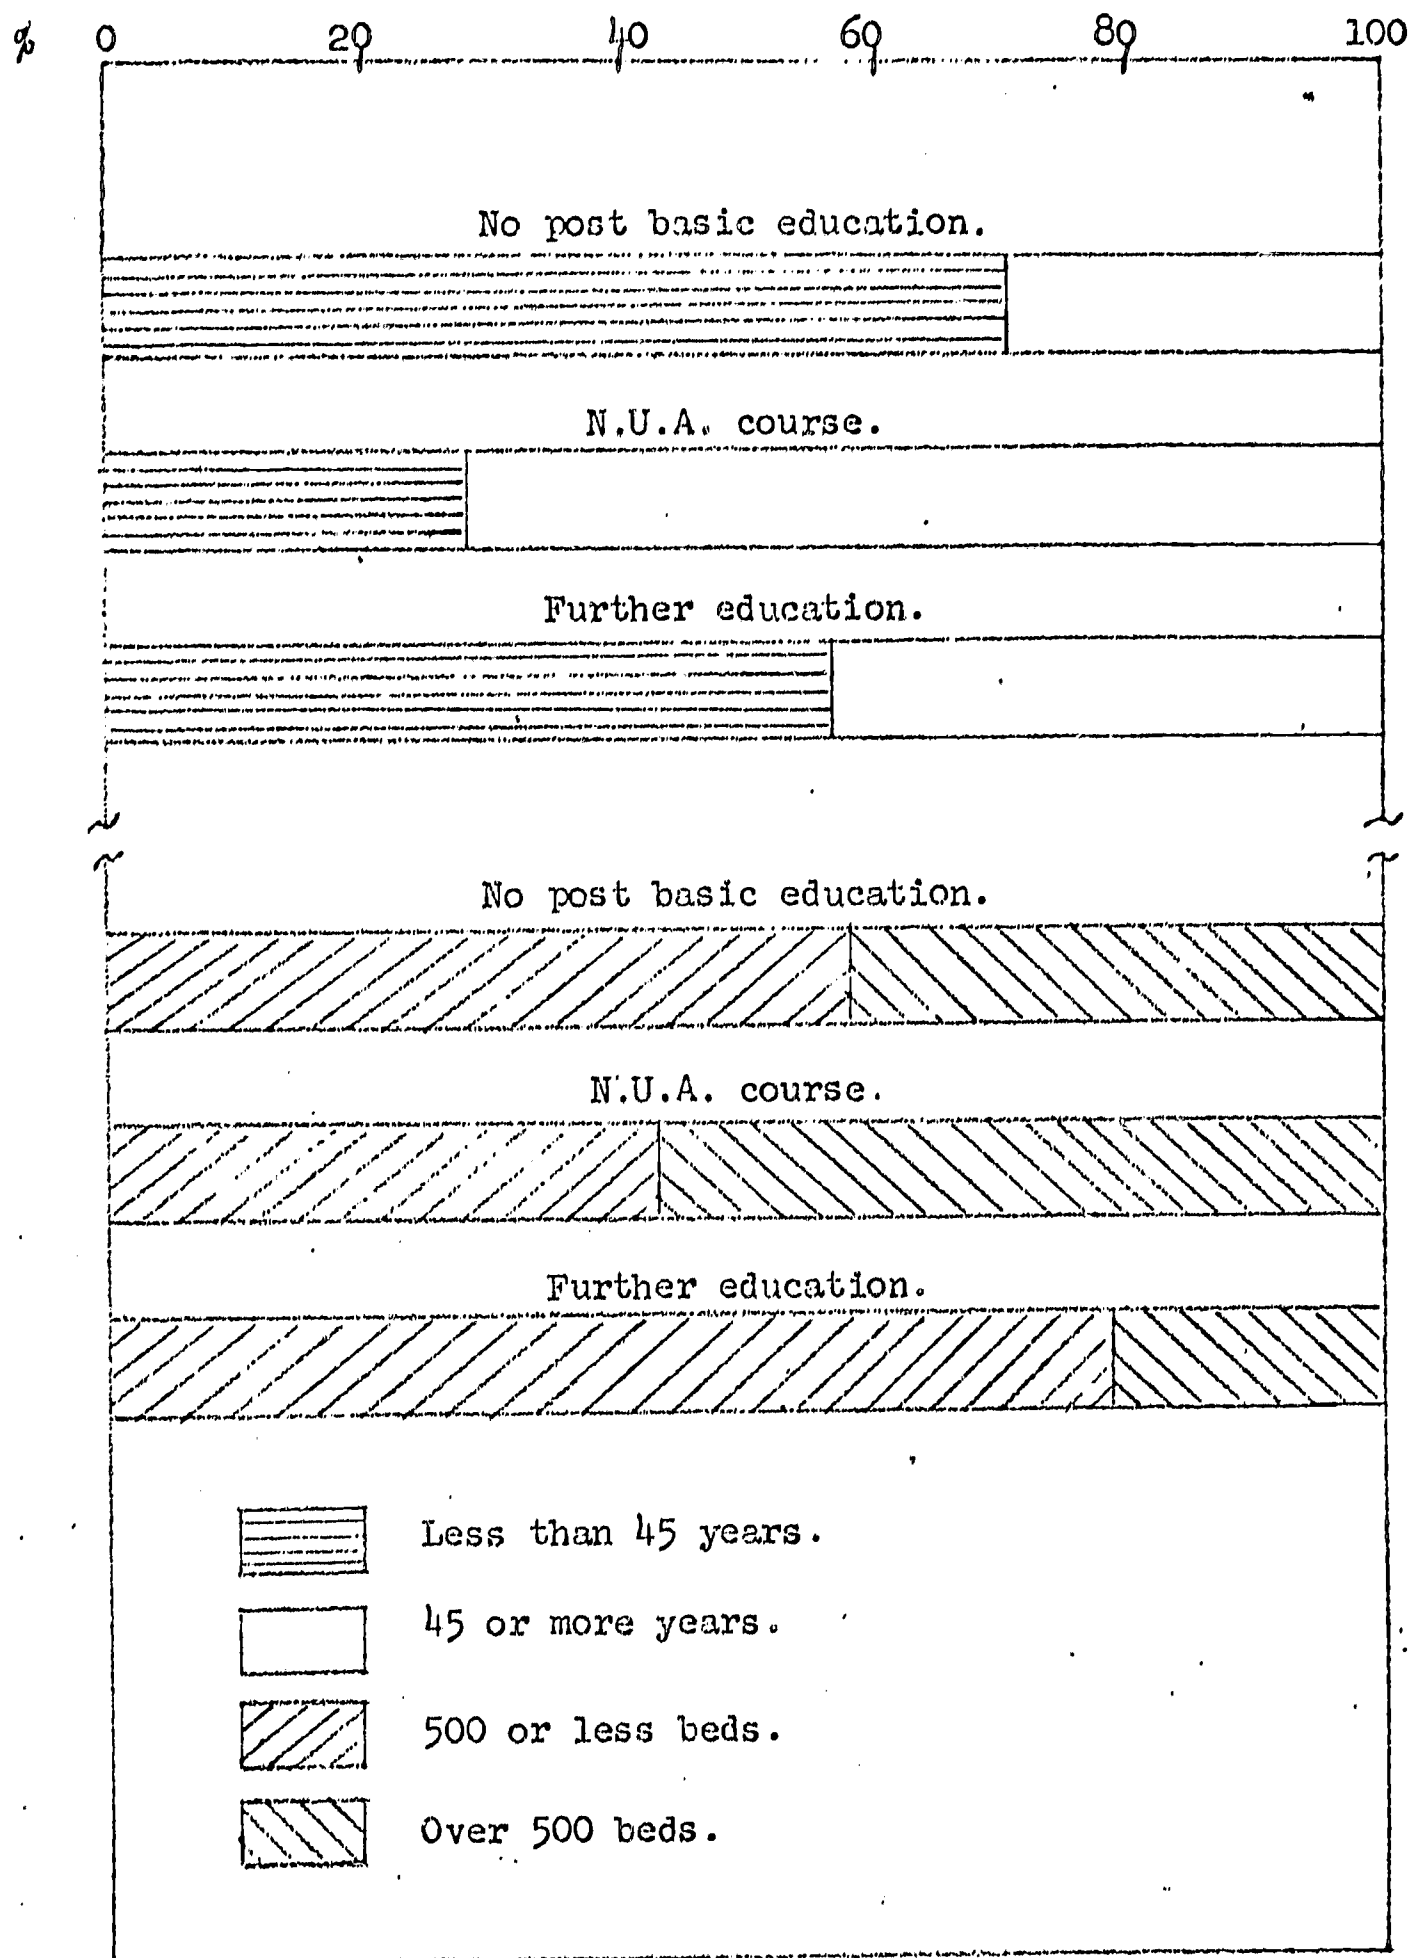 % 0 20 40 60 80 100
No post basic education.
N.U.A. course.
Further education.
No post basic education.
N.U.A. course.
Further education.
Less than 45 years.
45 or more years.
500 or less beds.
Over 500 beds.